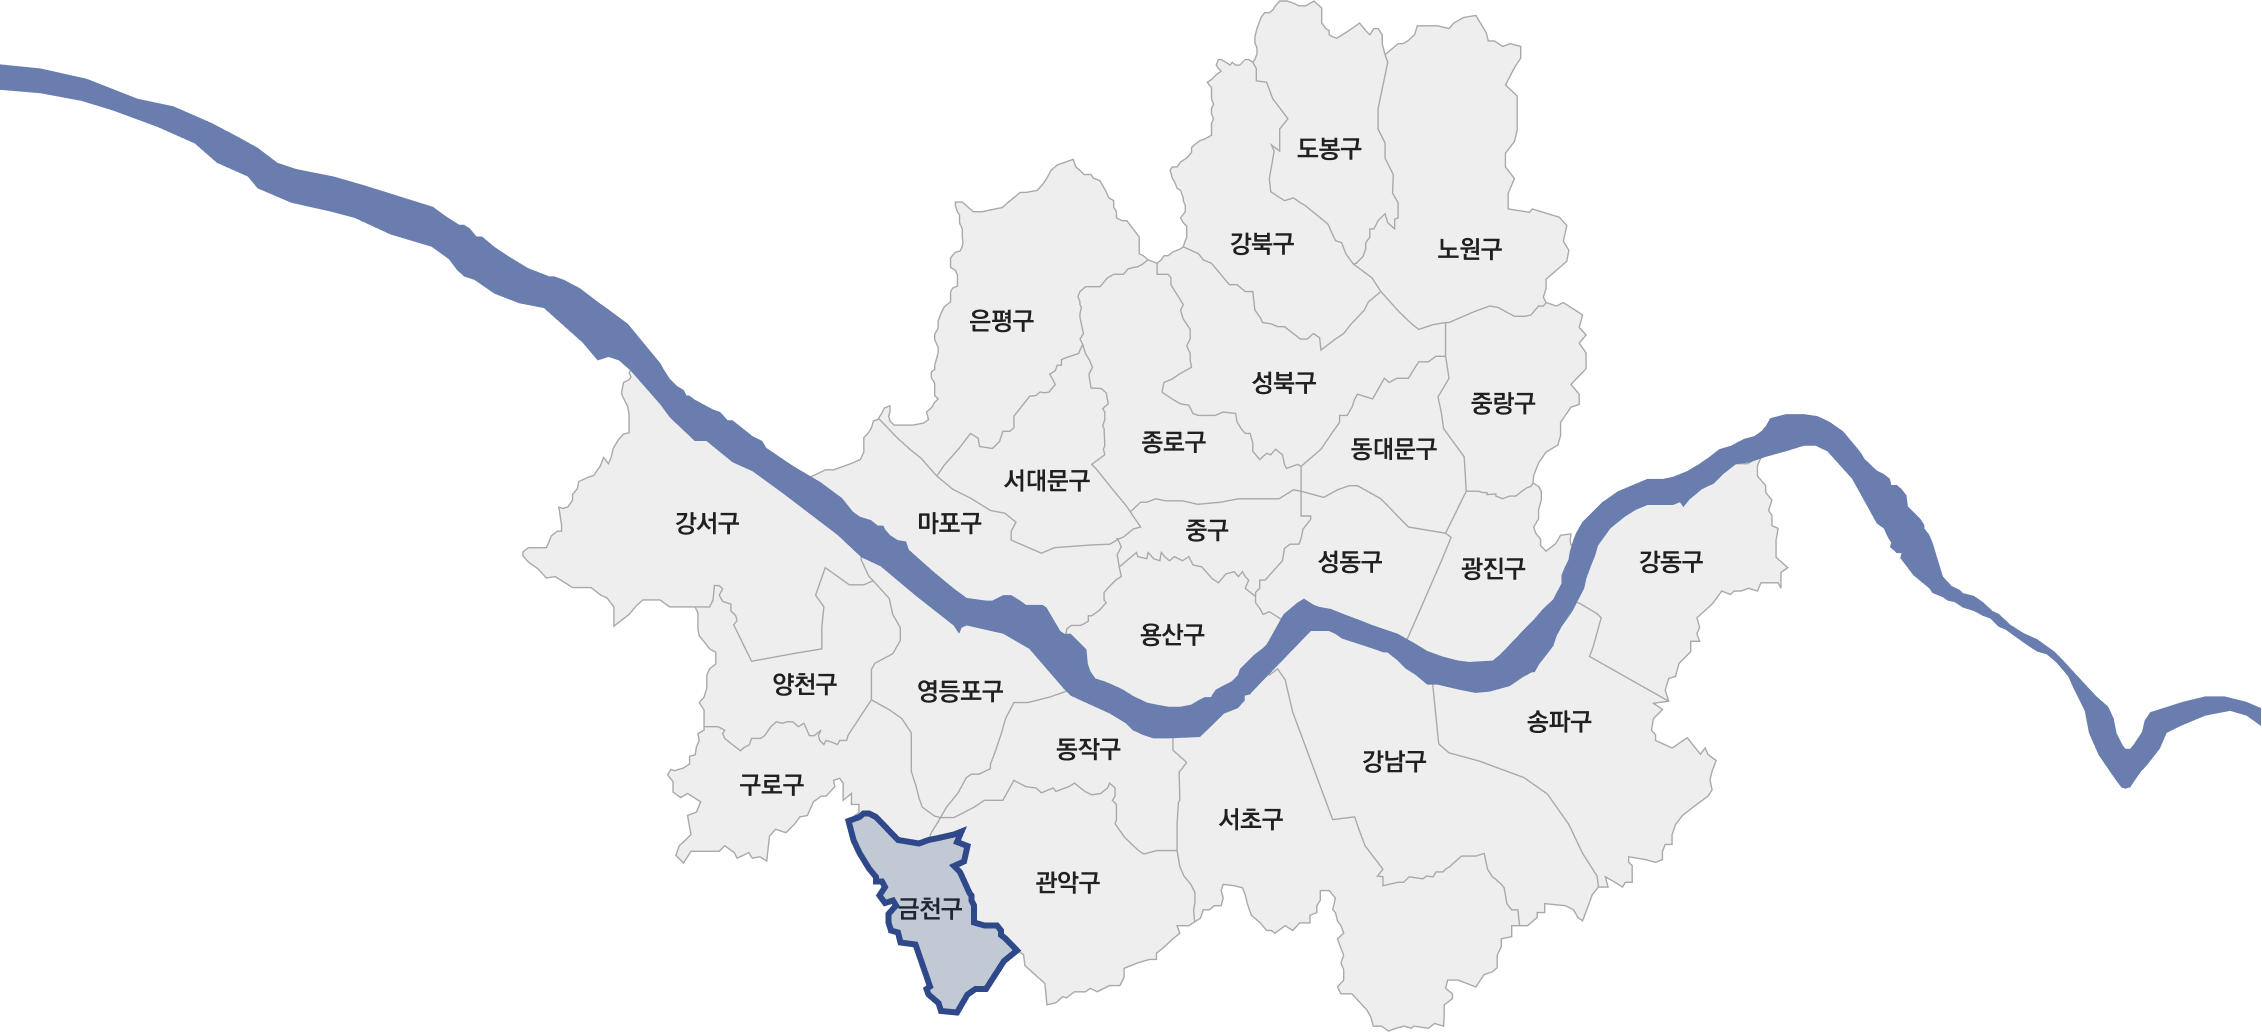 도봉구
강북구
노원구
은평구
성북구
중랑구
종로구
동대문구
서대문구
강서구
마포구
중구
성동구
광진구
강동구
용산구
양천구
영등포구
송파구
동작구
강남구
구로구
서초구
관악구
금천구